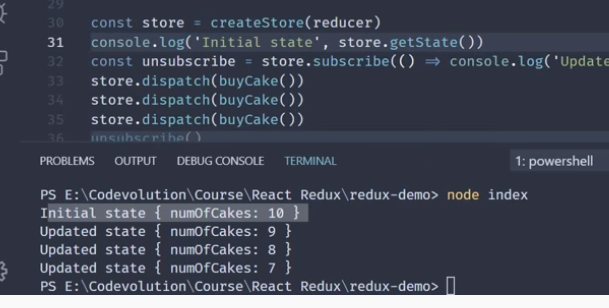 29
30 const store = createStore(reducer)
31 console.log('Initial state', store.getState())
32 const unsubscribe = store.subscribe(() => console.log('Update
33 store.dispatch(buyCake())
34 store.dispatch(buyCake())
35 store.dispatch(buyCake())
36 unsubscribe()
PROBLEMS OUTPUT DEBUG CONSOLE TERMINAL 1: powershell
PS E:\Codevolution\Course\React Redux\redux-demo> node index
Initial state { numOfCakes: 10 }
Updated state { numOfCakes: 9 }
Updated state { numOfCakes: 8 }
Updated state { numOfCakes: 7 }
PS E:\Codevolution\Course\React Redux\redux-demo>